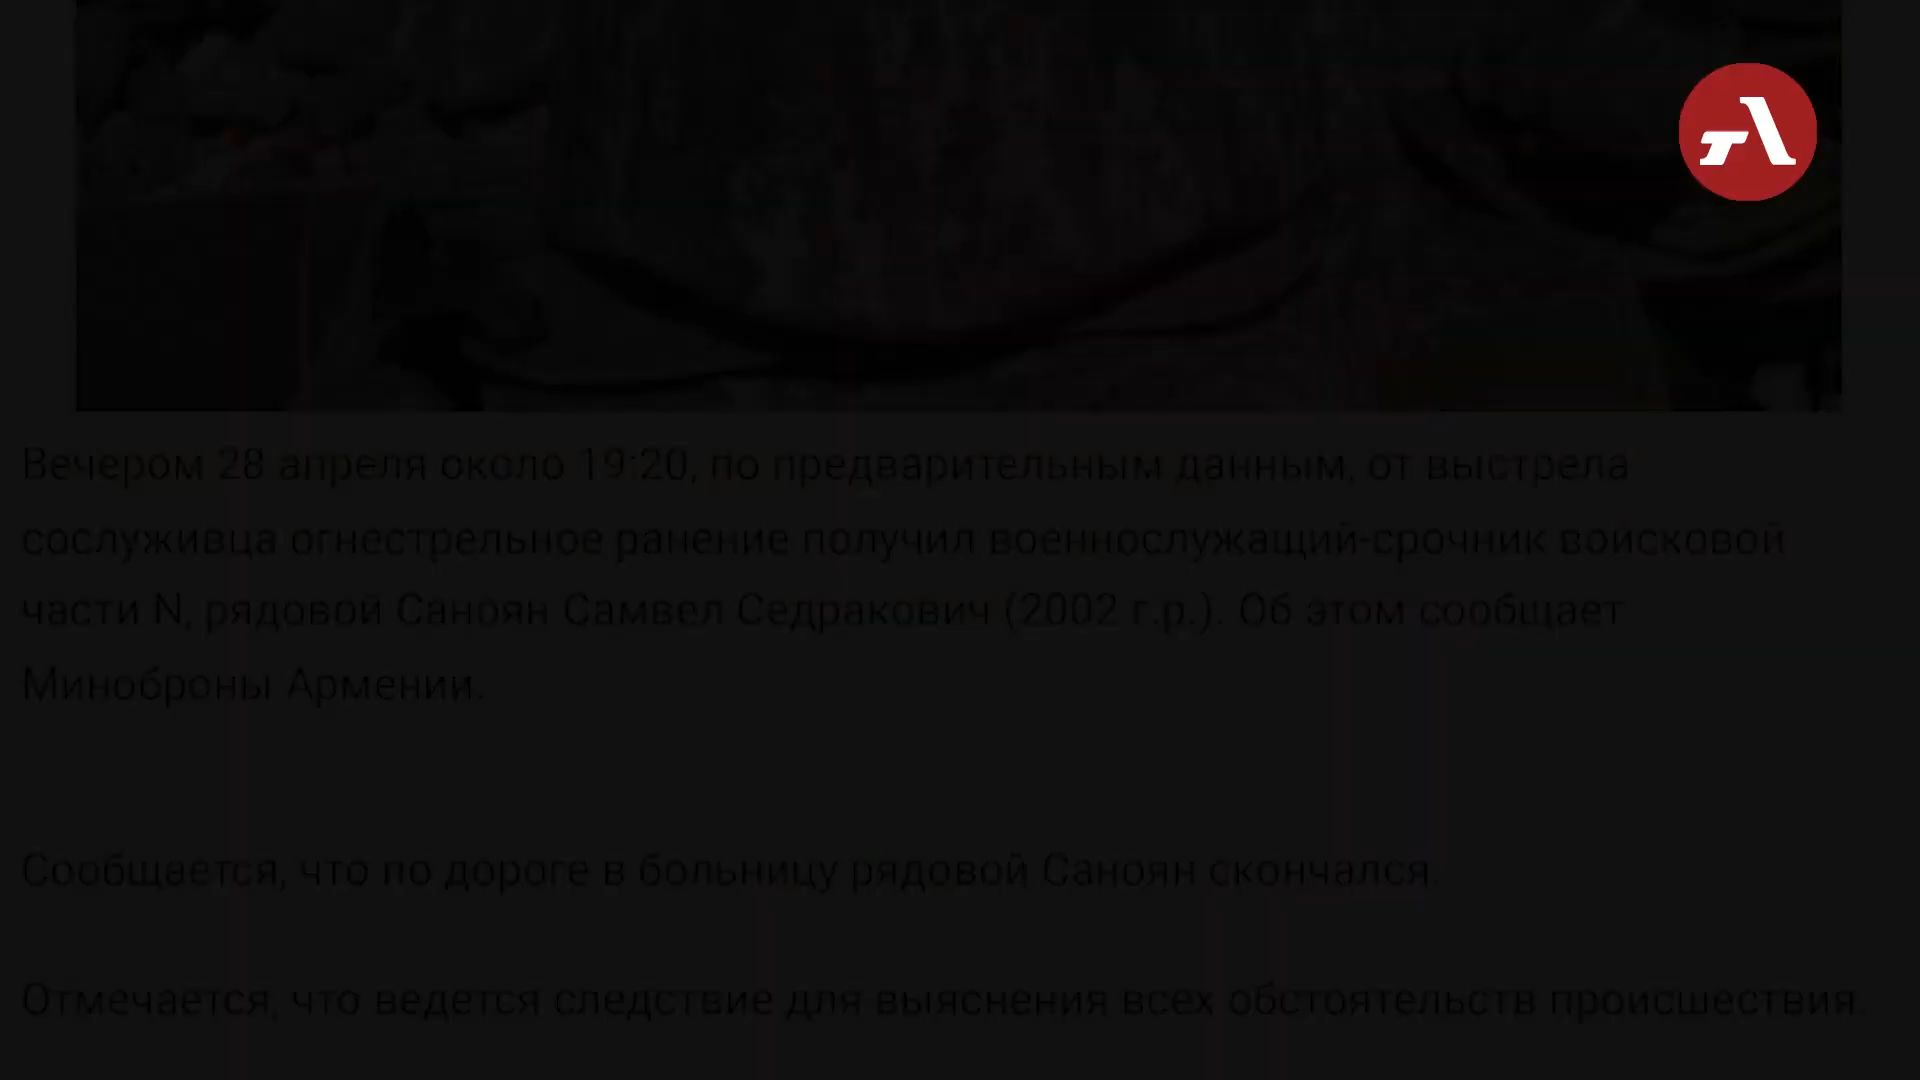 Вечером 28 апреля около 19:20, по предварительным данным, от выстрела
сослуживца огнестрельное ранение получил военнослужащий-срочник воисковой
части N, рядовой Саноян Самвел Седракович (2002 г.р.). Об этом сообщает
Миноброны Армении.
Сообщается, что по дороге в больницу рядовой Саноян скончался.
Отмечается, что ведется следствие для выяснения всех обстоятельств происшествия.